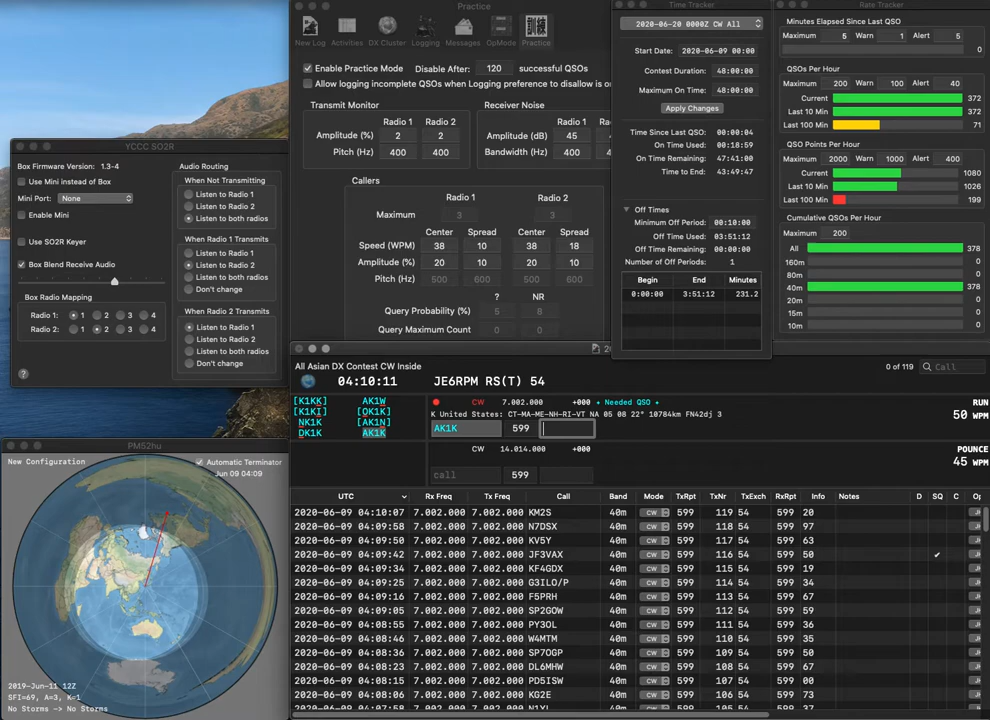 YCCC SO2R
Box Firmware Version: 1.3-4
Use Mini instead of Box
Mini Port: None
Enable Mini
Use SO2R Keyer
Box Blend Receive Audio
Box Radio Mapping
Radio 1: 1 2 3 4
Radio 2: 1 2 3 4
?
Audio Routing
When Not Transmitting
Listen to Radio 1
Listen to Radio 2
Listen to both radios
When Radio 1 Transmits
Listen to Radio 1
Listen to Radio 2
Listen to both radios
Don't change
When Radio 2 Transmits
Listen to Radio 1
Listen to Radio 2
Listen to both radios
Don't change
Practice
New Log Activities DX Cluster Logging Messages OpMode Practice
訓練
Enable Practice Mode Disable After: 120 successful QSOs
Allow logging incomplete QSOs when Logging preference to disallow is on
Transmit Monitor
Radio 1 Radio 2
Amplitude (%) 2 2
Pitch (Hz) 400 400
Receiver Noise
Radio 1
Amplitude (dB) 45
Bandwidth (Hz) 400
Callers
Radio 1 Radio 2
Maximum 3 3
Center Spread Center Spread
Speed (WPM) 38 10 38 18
Amplitude (%) 20 10 20 10
Pitch (Hz) 500 600 500 600
? NR
Query Probability (%) 5 8
Query Maximum Count 0 0
Time Tracker
2020-06-20 0000Z CW All
Start Date: 2020-06-09 00:00
Contest Duration: 48:00:00
Maximum On Time: 48:00:00
Apply Changes
Time Since Last QSO: 00:00:04
On Time Used: 00:18:59
On Time Remaining: 47:41:00
Time to End: 43:49:47
Off Times
Minimum Off Period: 00:10:00
Off Time Used: 03:51:12
Off Time Remaining: 00:00:00
Number of Off Periods: 1
Begin End Minutes
0:00:00 3:51:12 231.2
Rate Tracker
Minutes Elapsed Since Last QSO
Maximum 5 Warn 1 Alert 5
0
QSOs Per Hour
Maximum 200 Warn 100 Alert 40
Current 372
Last 10 Min 372
Last 100 Min 71
QSO Points Per Hour
Maximum 2000 Warn 1000 Alert 400
Current 1080
Last 10 Min 1026
Last 100 Min 199
Cumulative QSOs Per Hour
Maximum 200
All 378
160m 0
80m 0
40m 378
20m 0
15m 0
10m 0
All Asian DX Contest CW Inside
0 of 119
Call
04:10:11 JE6RPM RS(T) 54
[K1KK] AK1W
[K1KI] [OK1K]
NK1K [AK1N]
DK1K AK1K
CW 7.002.000 +000 • Needed QSO •
K United States: CT-MA-ME-NH-RI-VT NA 05 08 22° 10784km FN42dj 3
AK1K 599
RUN
50 WPM
CW 14.014.000 +000
call 599
POUNCE
45 WPM
UTC Rx Freq Tx Freq Call Band Mode TxRpt TxNr TxExch RxRpt Info Notes D SQ C
2020-06-09 04:10:07 7.002.000 7.002.000 KM2S 40m CW 599 119 54 599 20
2020-06-09 04:09:58 7.002.000 7.002.000 N7DSX 40m CW 599 118 54 599 97
2020-06-09 04:09:50 7.002.000 7.002.000 KV5Y 40m CW 599 117 54 599 63
2020-06-09 04:09:42 7.002.000 7.002.000 JF3VAX 40m CW 599 116 54 599 50 ✔
2020-06-09 04:09:34 7.002.000 7.002.000 KF4GDX 40m CW 599 115 54 599 19
2020-06-09 04:09:25 7.002.000 7.002.000 G3ILO/P 40m CW 599 114 54 599 34
2020-06-09 04:09:16 7.002.000 7.002.000 F5PRH 40m CW 599 113 54 599 67
2020-06-09 04:09:05 7.002.000 7.002.000 SP2GOW 40m CW 599 112 54 599 59
2020-06-09 04:08:55 7.002.000 7.002.000 PY3OL 40m CW 599 111 54 599 36
2020-06-09 04:08:46 7.002.000 7.002.000 W4MTM 40m CW 599 110 54 599 35
2020-06-09 04:08:36 7.002.000 7.002.000 SP7OGP 40m CW 599 109 54 599 50
2020-06-09 04:08:23 7.002.000 7.002.000 DL6MHW 40m CW 599 108 54 599 67
2020-06-09 04:08:15 7.002.000 7.002.000 PD5ISW 40m CW 599 107 54 599 00
2020-06-09 04:08:06 7.002.000 7.002.000 KG2E 40m CW 599 106 54 599 73
PM52hu
New Configuration
Automatic Terminator
Jun 09 04:09
2019-Jun-11 12Z
SFI=69, A=3, K=1
No Storms -> No Storms